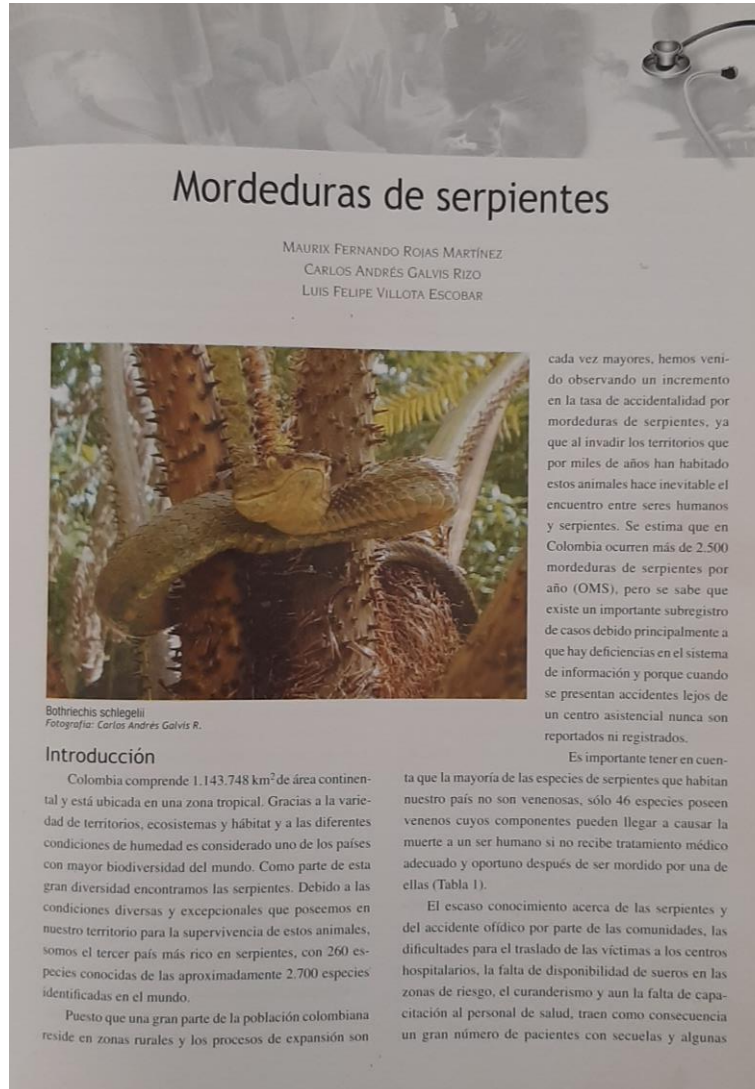 Mordeduras de serpientes
MAURIX FERNANDO ROJAS MARTÍNEZ
CARLOS ANDRÉS GALVIS RIZO
LUIS FELIPE VILLOTA ESCOBAR
Bothriechis schlegelii
Fotografía: Carlos Andrés Galvis R.
Introducción
Colombia comprende 1.143.748 km² de área continen-
tal y está ubicada en una zona tropical. Gracias a la varie-
dad de territorios, ecosistemas y hábitat y a las diferentes
condiciones de humedad es considerado uno de los países
con mayor biodiversidad del mundo. Como parte de esta
gran diversidad encontramos las serpientes. Debido a las
condiciones diversas y excepcionales que poseemos en
nuestro territorio para la supervivencia de estos animales,
somos el tercer país más rico en serpientes, con 260 es-
pecies conocidas de las aproximadamente 2.700 especies
identificadas en el mundo.
Puesto que una gran parte de la población colombiana
reside en zonas rurales y los procesos de expansión son
cada vez mayores, hemos veni-
do observando un incremento
en la tasa de accidentalidad por
mordeduras de serpientes, ya
que al invadir los territorios que
por miles de años han habitado
estos animales hace inevitable el
encuentro entre seres humanos
y serpientes. Se estima que en
Colombia ocurren más de 2.500
mordeduras de serpientes por
año (OMS), pero se sabe que
existe un importante subregistro
de casos debido principalmente a
que hay deficiencias en el sistema
de información y porque cuando
se presentan accidentes lejos de
un centro asistencial nunca son
reportados ni registrados.
Es importante tener en cuen-
ta que la mayoría de las especies de serpientes que habitan
nuestro país no son venenosas, sólo 46 especies poseen
venenos cuyos componentes pueden llegar a causar la
muerte a un ser humano si no recibe tratamiento médico
adecuado y oportuno después de ser mordido por una de
ellas (Tabla 1).
El escaso conocimiento acerca de las serpientes y
del accidente ofídico por parte de las comunidades, las
dificultades para el traslado de las víctimas a los centros
hospitalarios, la falta de disponibilidad de sueros en las
zonas de riesgo, el curanderismo y aun la falta de capa-
citación al personal de salud, traen como consecuencia
un gran número de pacientes con secuelas y algunas